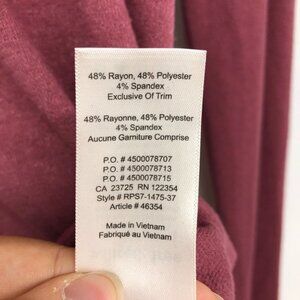 48% Rayon, 48% Polyester
4% Spandex
Exclusive Of Trim
48% Rayonne, 48% Polyester
4% Spandex
Aucune Garniture Comprise
P.O. # 4500078707
P.O. # 4500078713
P.O. # 4500078715
CA 23725 RN 122354
Style # RPS7-1475-37
Article # 46354
Made in Vietnam
Fabriqué au Vietnam